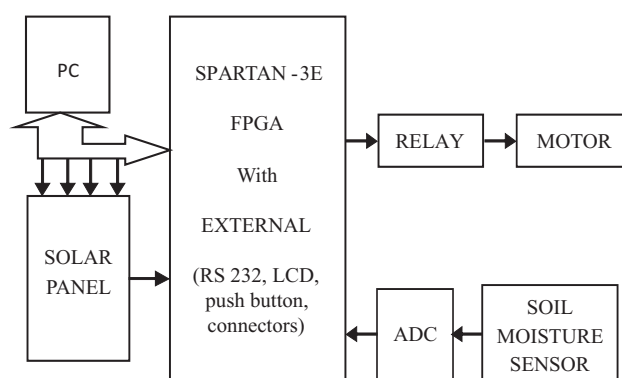 PC
SOLAR
PANEL
SPARTAN -3E
FPGA
With
EXTERNAL
(RS 232, LCD,
push button,
connectors)
RELAY
MOTOR
ADC
SOIL
MOISTURE
SENSOR